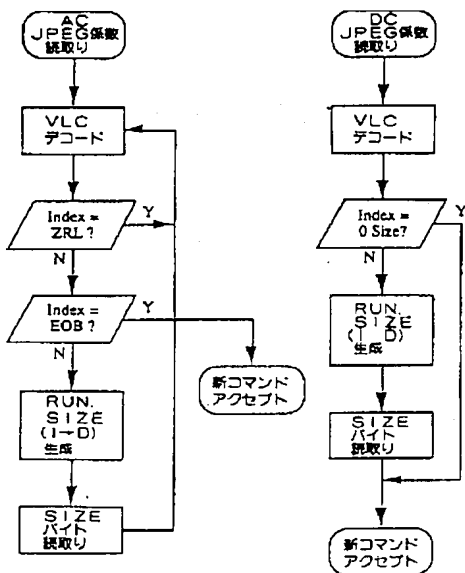 AC
JPEG係数
読取り
VLC
デコード
Index =
ZRL ?
Y
N
Index =
EOB ?
Y
N
RUN.
SIZE
(I→D)
生成
SIZE
バイト
読取り
新コマンド
アクセプト
DC
JPEG係数
読取り
VLC
デコード
Index =
0 Size?
Y
N
RUN.
SIZE
(I D)
生成
SIZE
バイト
読取り
新コマンド
アクセプト